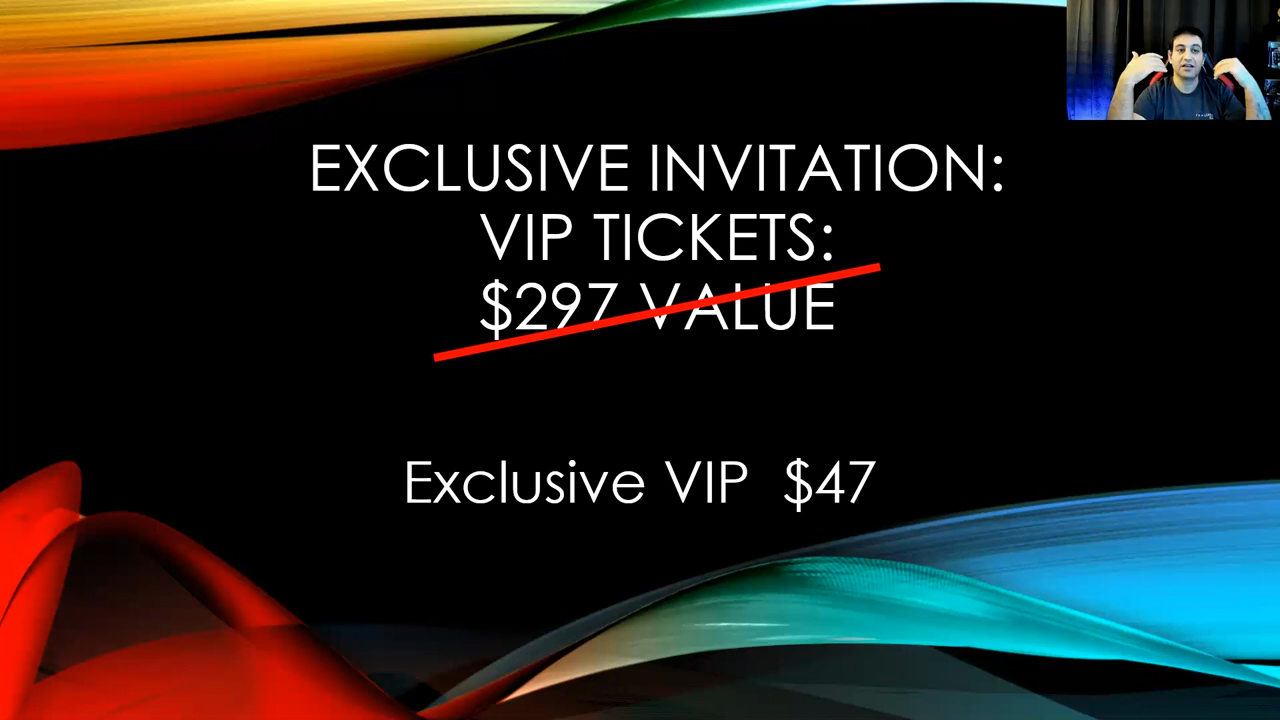 EXCLUSIVE INVITATION:
VIP TICKETS:
$297 VALUE
Exclusive VIP $47